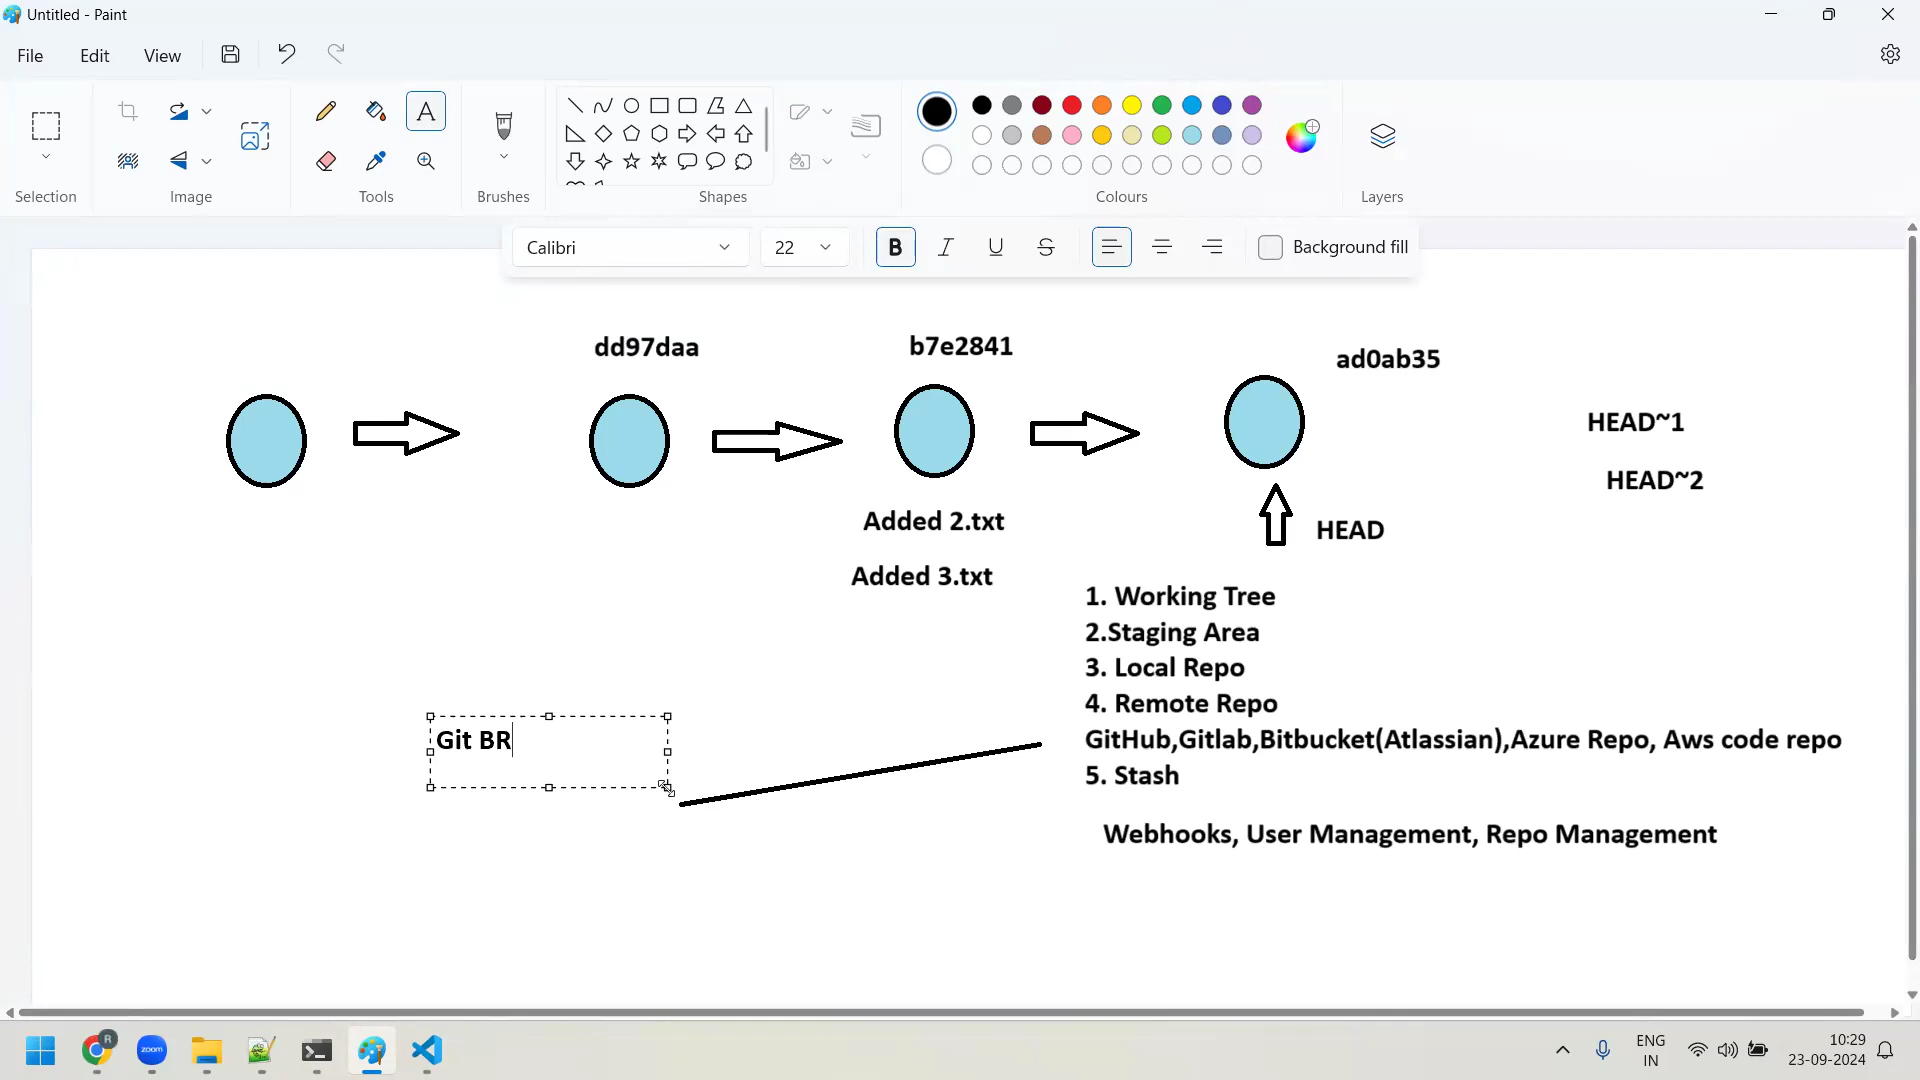 Untitled - Paint
File
Edit
View
A
Selection
Image
Tools
Brushes
Shapes
Colours
Layers
Calibri
22
B
I
U
S
Background fill
dd97daa
b7e2841
ad0ab35
HEAD~1
HEAD~2
Added 2.txt
HEAD
Added 3.txt
1. Working Tree
2.Staging Area
3. Local Repo
4. Remote Repo
GitHub,Gitlab,Bitbucket(Atlassian),Azure Repo, Aws code repo
5. Stash
Git BR
Webhooks, User Management, Repo Management
R
zoom
ENG
IN
10:29
23-09-2024